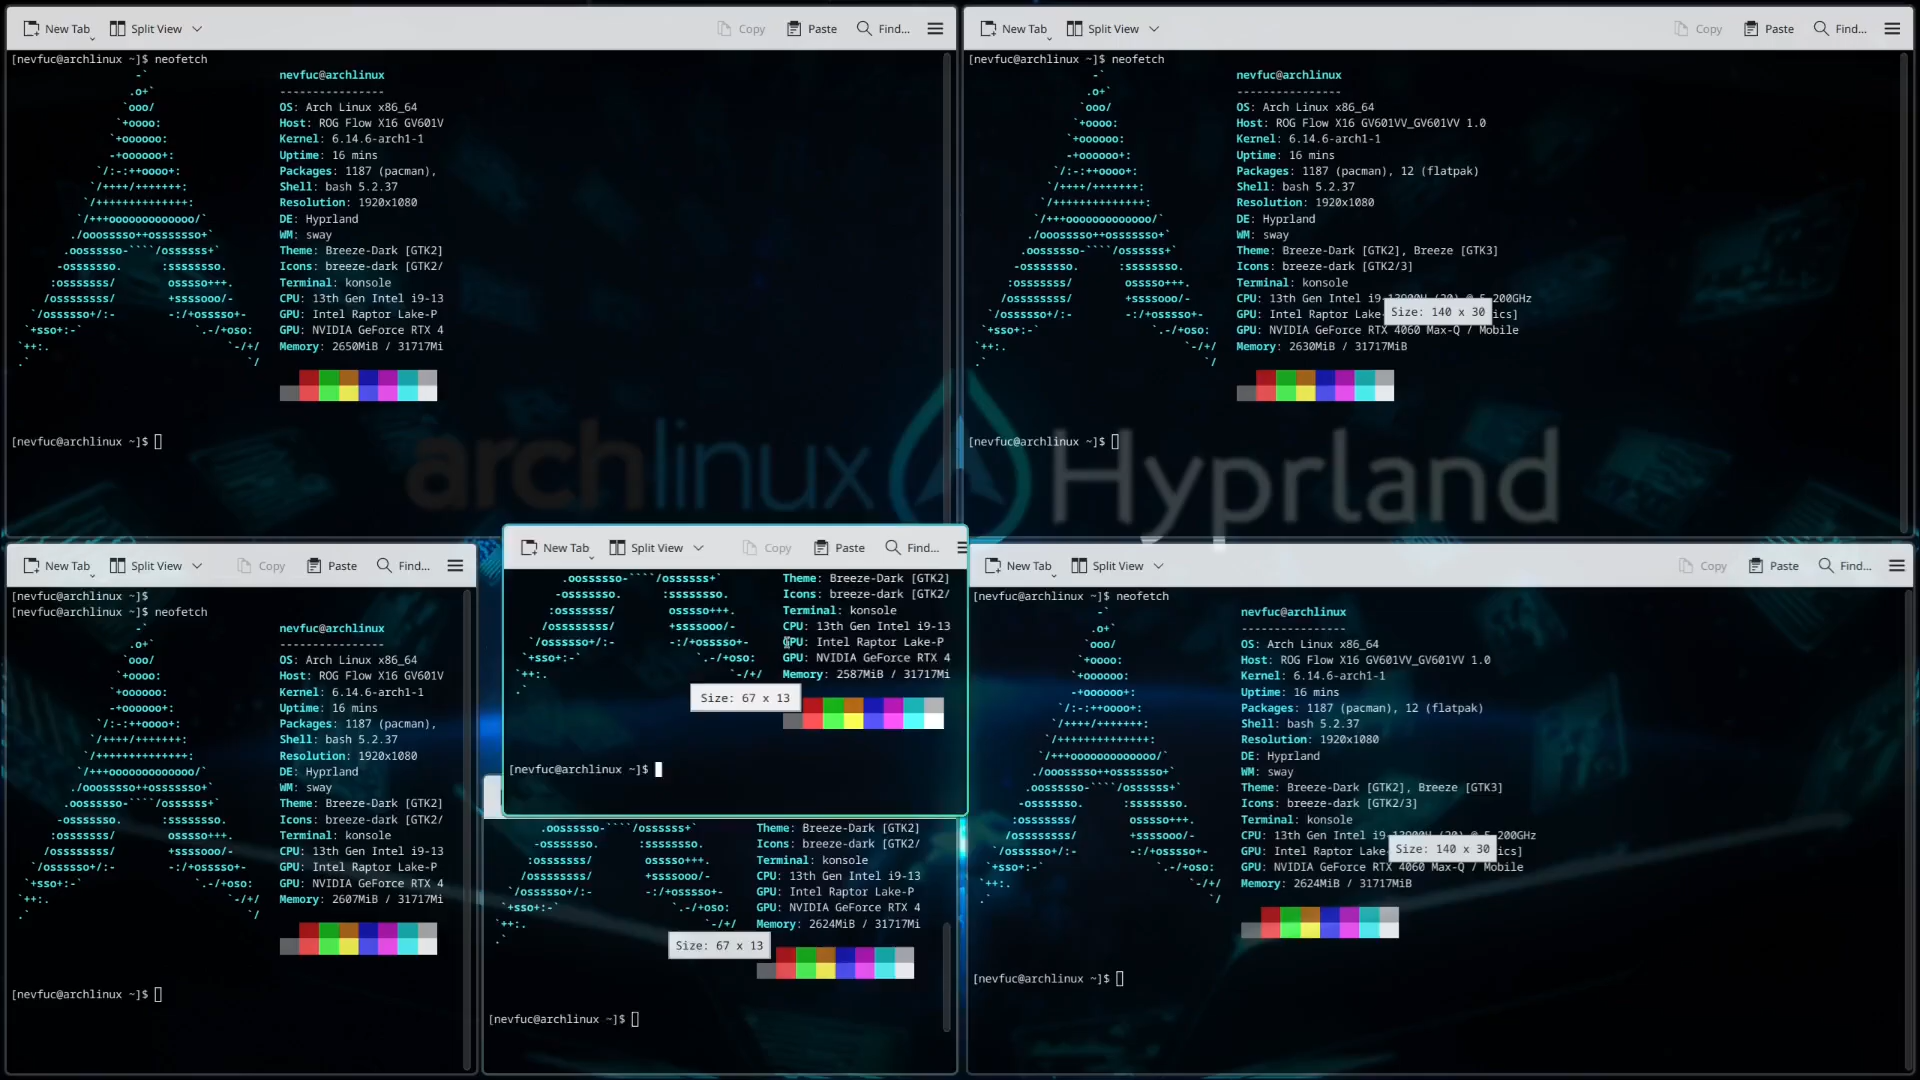 New Tab Split View Copy Paste Find...
[nevfuc@archlinux ~]$ neofetch
nevfuc@archlinux
----------------
OS: Arch Linux x86_64
Host: ROG Flow X16 GV601V
Kernel: 6.14.6-arch1-1
Uptime: 16 mins
Packages: 1187 (pacman),
Shell: bash 5.2.37
Resolution: 1920x1080
DE: Hyprland
WM: sway
Theme: Breeze-Dark [GTK2]
Icons: breeze-dark [GTK2/
Terminal: konsole
CPU: 13th Gen Intel i9-13
GPU: Intel Raptor Lake-P
GPU: NVIDIA GeForce RTX 4
Memory: 2650MiB / 31717Mi
[nevfuc@archlinux ~]$
New Tab Split View Copy Paste Find...
[nevfuc@archlinux ~]$ neofetch
nevfuc@archlinux
----------------
OS: Arch Linux x86_64
Host: ROG Flow X16 GV601VV_GV601VV 1.0
Kernel: 6.14.6-arch1-1
Uptime: 16 mins
Packages: 1187 (pacman), 12 (flatpak)
Shell: bash 5.2.37
Resolution: 1920x1080
DE: Hyprland
WM: sway
Theme: Breeze-Dark [GTK2], Breeze [GTK3]
Icons: breeze-dark [GTK2/3]
Terminal: konsole
CPU: 13th Gen Intel i9-13900H (20) @ 5.200GHz
Size: 140 x 30
GPU: Intel Raptor Lake
GPU: NVIDIA GeForce RTX 4060 Max-Q / Mobile
Memory: 2630MiB / 31717MiB
[nevfuc@archlinux ~]$
archlinux Hyprland
New Tab Split View Copy Paste Find...
[nevfuc@archlinux ~]$
[nevfuc@archlinux ~]$ neofetch
nevfuc@archlinux
----------------
OS: Arch Linux x86_64
Host: ROG Flow X16 GV601V
Kernel: 6.14.6-arch1-1
Uptime: 16 mins
Packages: 1187 (pacman),
Shell: bash 5.2.37
Resolution: 1920x1080
DE: Hyprland
WM: sway
Theme: Breeze-Dark [GTK2]
Icons: breeze-dark [GTK2/
Terminal: konsole
CPU: 13th Gen Intel i9-13
GPU: Intel Raptor Lake-P
GPU: NVIDIA GeForce RTX 4
Memory: 2607MiB / 31717Mi
[nevfuc@archlinux ~]$
New Tab Split View Copy Paste Find...
Theme: Breeze-Dark [GTK2]
Icons: breeze-dark [GTK2/
Terminal: konsole
CPU: 13th Gen Intel i9-13
GPU: Intel Raptor Lake-P
GPU: NVIDIA GeForce RTX 4
Memory: 2587MiB / 31717Mi
Size: 67 x 13
[nevfuc@archlinux ~]$
Theme: Breeze-Dark [GTK2]
Icons: breeze-dark [GTK2/
Terminal: konsole
CPU: 13th Gen Intel i9-13
GPU: Intel Raptor Lake-P
GPU: NVIDIA GeForce RTX 4
Memory: 2624MiB / 31717Mi
Size: 67 x 13
[nevfuc@archlinux ~]$
New Tab Split View Copy Paste Find...
[nevfuc@archlinux ~]$ neofetch
nevfuc@archlinux
----------------
OS: Arch Linux x86_64
Host: ROG Flow X16 GV601VV_GV601VV 1.0
Kernel: 6.14.6-arch1-1
Uptime: 16 mins
Packages: 1187 (pacman), 12 (flatpak)
Shell: bash 5.2.37
Resolution: 1920x1080
DE: Hyprland
WM: sway
Theme: Breeze-Dark [GTK2], Breeze [GTK3]
Icons: breeze-dark [GTK2/3]
Terminal: konsole
CPU: 13th Gen Intel i9-13900H (20) @ 5.200GHz
Size: 140 x 30
GPU: Intel Raptor Lake
GPU: NVIDIA GeForce RTX 4060 Max-Q / Mobile
Memory: 2624MiB / 31717MiB
[nevfuc@archlinux ~]$